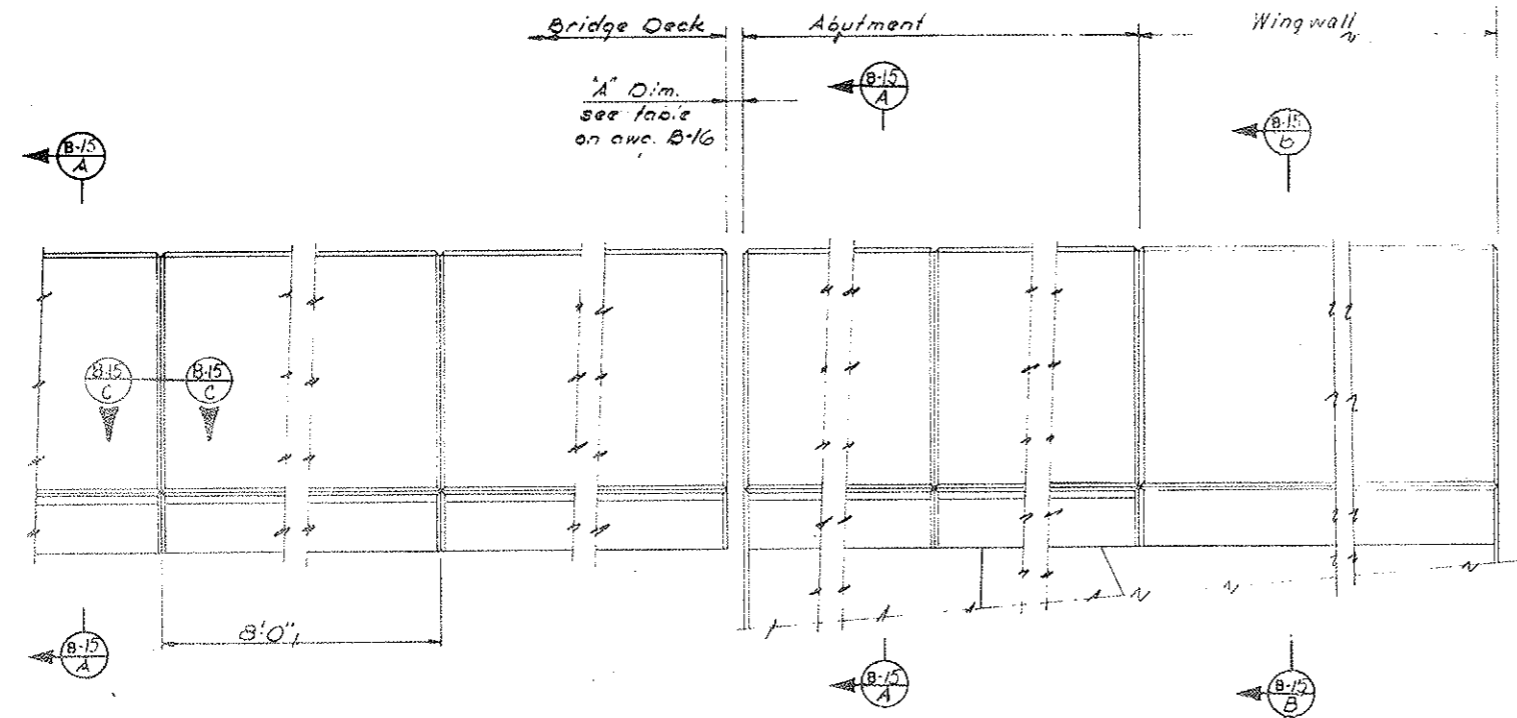 Bridge Deck
Abutment
Wingwall
"A" Dim.
see table
on dwg. B-16
B-15
A
B-15
A
B-15
b
B-15
C
B-15
C
8'0"
B-15
A
B-15
A
B-15
B